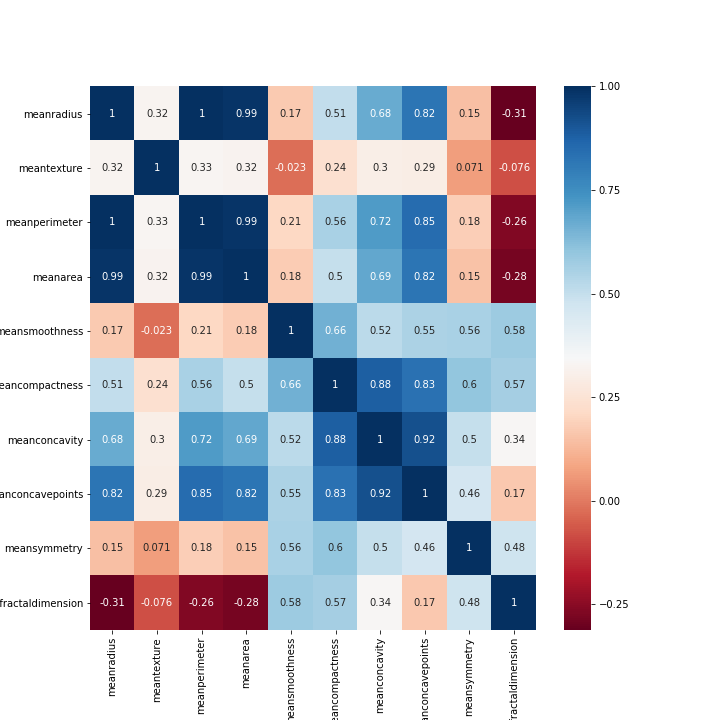 meanradius 1 0.32 1 0.99 0.17 0.51 0.68 0.82 0.15 -0.31
meantexture 0.32 1 0.33 0.32 -0.023 0.24 0.3 0.29 0.071 -0.076
meanperimeter 1 0.33 1 0.99 0.21 0.56 0.72 0.85 0.18 -0.26
meanarea 0.99 0.32 0.99 1 0.18 0.5 0.69 0.82 0.15 -0.28
neansmoothness 0.17 -0.023 0.21 0.18 1 0.66 0.52 0.55 0.56 0.58
eancompactness 0.51 0.24 0.56 0.5 0.66 1 0.88 0.83 0.6 0.57
meanconcavity 0.68 0.3 0.72 0.69 0.52 0.88 1 0.92 0.5 0.34
anconcavepoints 0.82 0.29 0.85 0.82 0.55 0.83 0.92 1 0.46 0.17
meansymmetry 0.15 0.071 0.18 0.15 0.56 0.6 0.5 0.46 1 0.48
fractaldimension -0.31 -0.076 -0.26 -0.28 0.58 0.57 0.34 0.17 0.48 1
meanradius
meantexture
meanperimeter
meanarea
neansmoothness
eancompactness
meanconcavity
anconcavepoints
meansymmetry
fractaldimension
1.00
0.75
0.50
0.25
0.00
−0.25